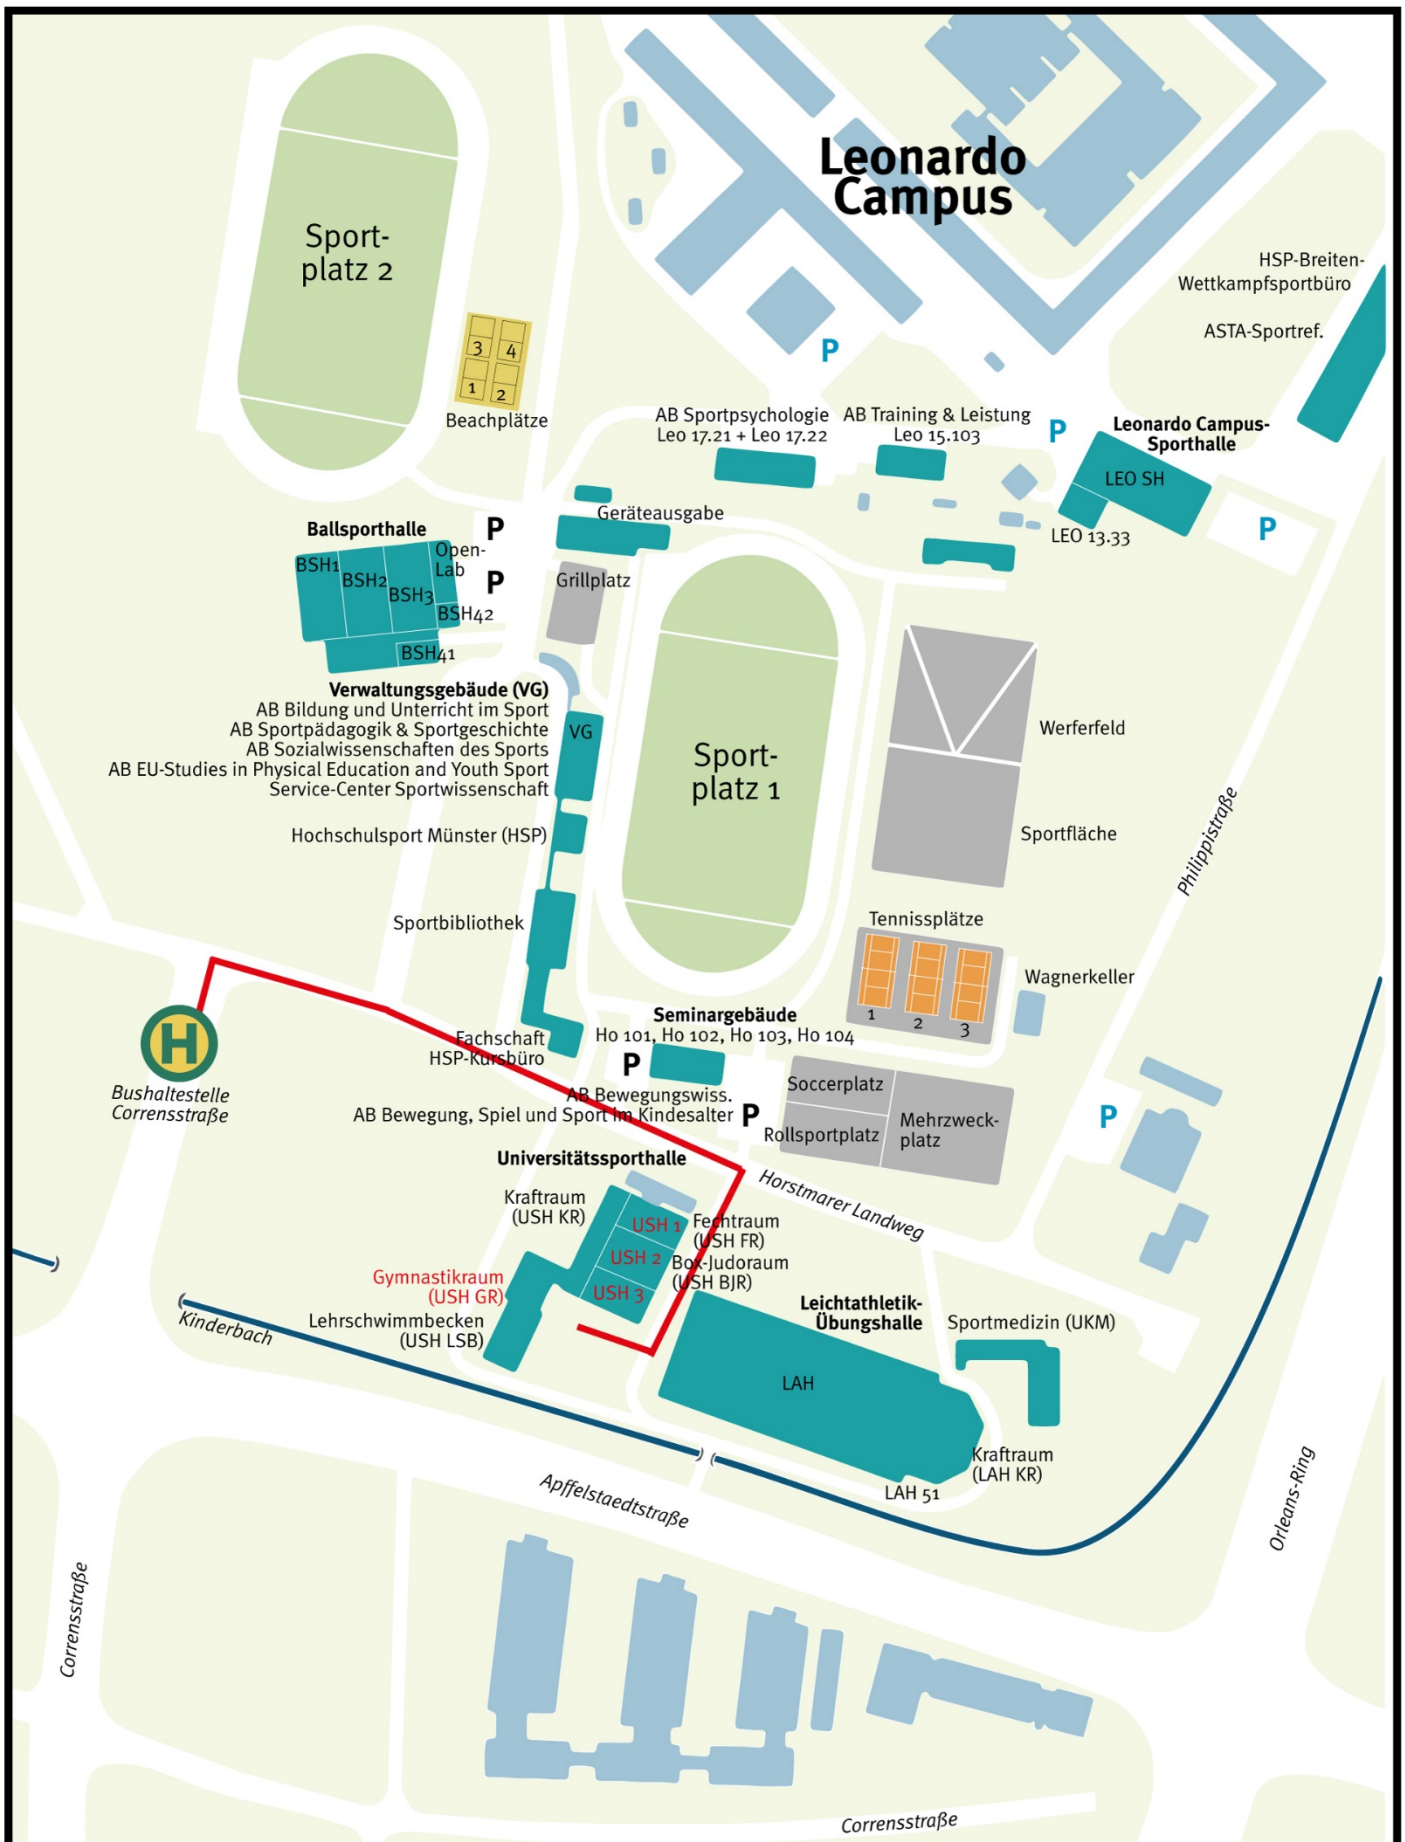 Leonardo
Campus
Sport-
platz 2
HSP-Breiten-
Wettkampfsportbüro
ASTA-Sportref.
P
3
4
1
2
Beachplätze
AB Sportpsychologie
Leo 17.21 + Leo 17.22
AB Training & Leistung
Leo 15.103
P
Leonardo Campus-
Sporthalle
LEO SH
LEO 13.33
P
Geräteausgabe
Ballsporthalle
P
BSH1
BSH2
BSH3
Open-
Lab
P
BSH42
BSH41
Grillplatz
Verwaltungsgebäude (VG)
AB Bildung und Unterricht im Sport
AB Sportpädagogik & Sportgeschichte
AB Sozialwissenschaften des Sports
AB EU-Studies in Physical Education and Youth Sport
Service-Center Sportwissenschaft
VG
Sport-
platz 1
Werferfeld
Sportfläche
Philippistraße
Hochschulsport Münster (HSP)
Sportbibliothek
Tennissplätze
1
2
3
Wagnerkeller
H
Bushaltestelle
Corrensstraße
Fachschaft
HSP-Kursbüro
Seminargebäude
Ho 101, Ho 102, Ho 103, Ho 104
P
AB Bewegungswiss.
AB Bewegung, Spiel und Sport im Kindesalter
P
Soccerplatz
Rollsportplatz
Mehrzweck-
platz
P
Horstmarer Landweg
Universitätssporthalle
Kraftraum
(USH KR)
USH 1
USH 2
USH 3
Fechtraum
(USH FR)
Box-Judoraum
(USH BJR)
Gymnastikraum
(USH GR)
Lehrschwimmbecken
(USH LSB)
Kinderbach
Leichtathletik-
Übungshalle
LAH
Sportmedizin (UKM)
Kraftraum
(LAH KR)
LAH 51
Apffelstaedtstraße
Orleans-Ring
Corrensstraße
Corrensstraße